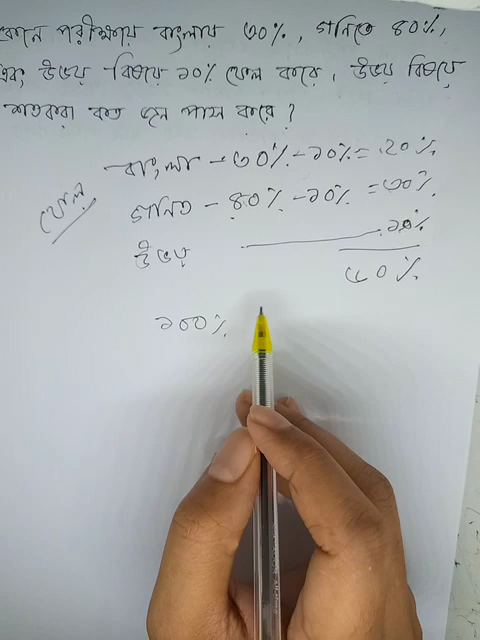 কোন পরীক্ষায় বাংলায় ৩০%, গনিতে ৪০%,
এবং উভয় বিষয়ে ১০% ফেল করে, উভয় বিষয়ে
শতকরা কত জন পাস করে?
বাংলা - ৩০% - ১০% = ২০%
ফেল
গনিত - ৪০% - ১০% = ৩০%
১০%
উভয়
৬০%
১০০%